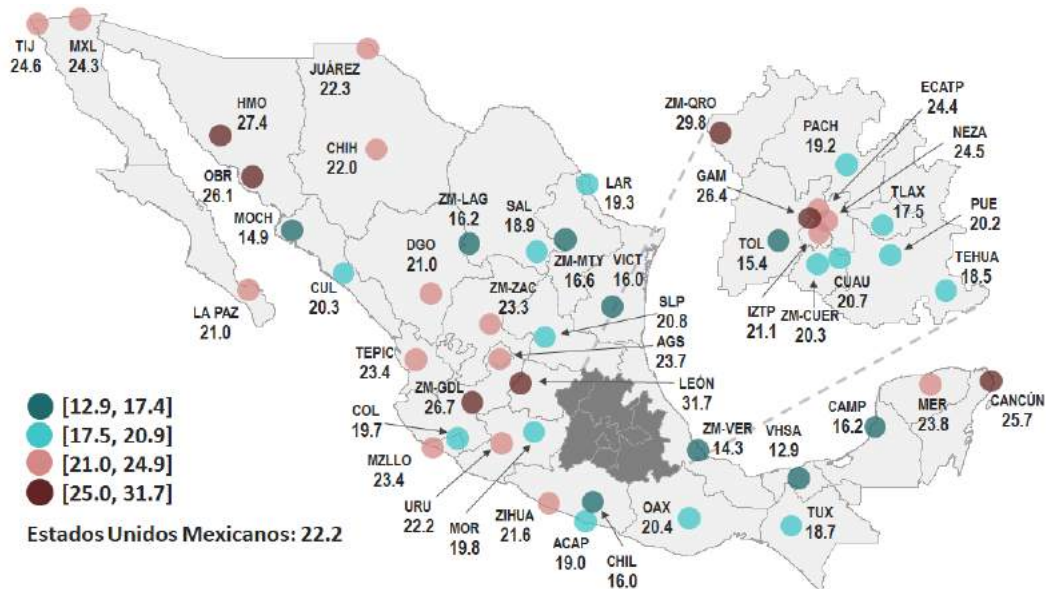 TIJ
24.6
MXL
24.3
JUÁREZ
22.3
HMO
27.4
CHIH
22.0
OBR
26.1
MOCH
14.9
LA PAZ
21.0
CUL
20.3
DGO
21.0
ZM-LAG
16.2
SAL
18.9
LAR
19.3
ZM-MTY
16.6
VICT
16.0
ZM-ZAC
23.3
SLP
20.8
AGS
23.7
LEÓN
31.7
TEPIC
23.4
ZM-GDL
26.7
COL
19.7
MZLLO
23.4
URU
22.2
MOR
19.8
ZIHUA
21.6
ACAP
19.0
CHIL
16.0
OAX
20.4
ZM-VER
14.3
VHSA
12.9
TUX
18.7
CAMP
16.2
MER
23.8
CANCÚN
25.7
ZM-QRO
29.8
PACH
19.2
ECATP
24.4
NEZA
24.5
GAM
26.4
TLAX
17.5
PUE
20.2
TOL
15.4
TEHUA
18.5
CUAU
20.7
IZTP
21.1
ZM-CUER
20.3
[12.9, 17.4]
[17.5, 20.9]
[21.0, 24.9]
[25.0, 31.7]
Estados Unidos Mexicanos: 22.2